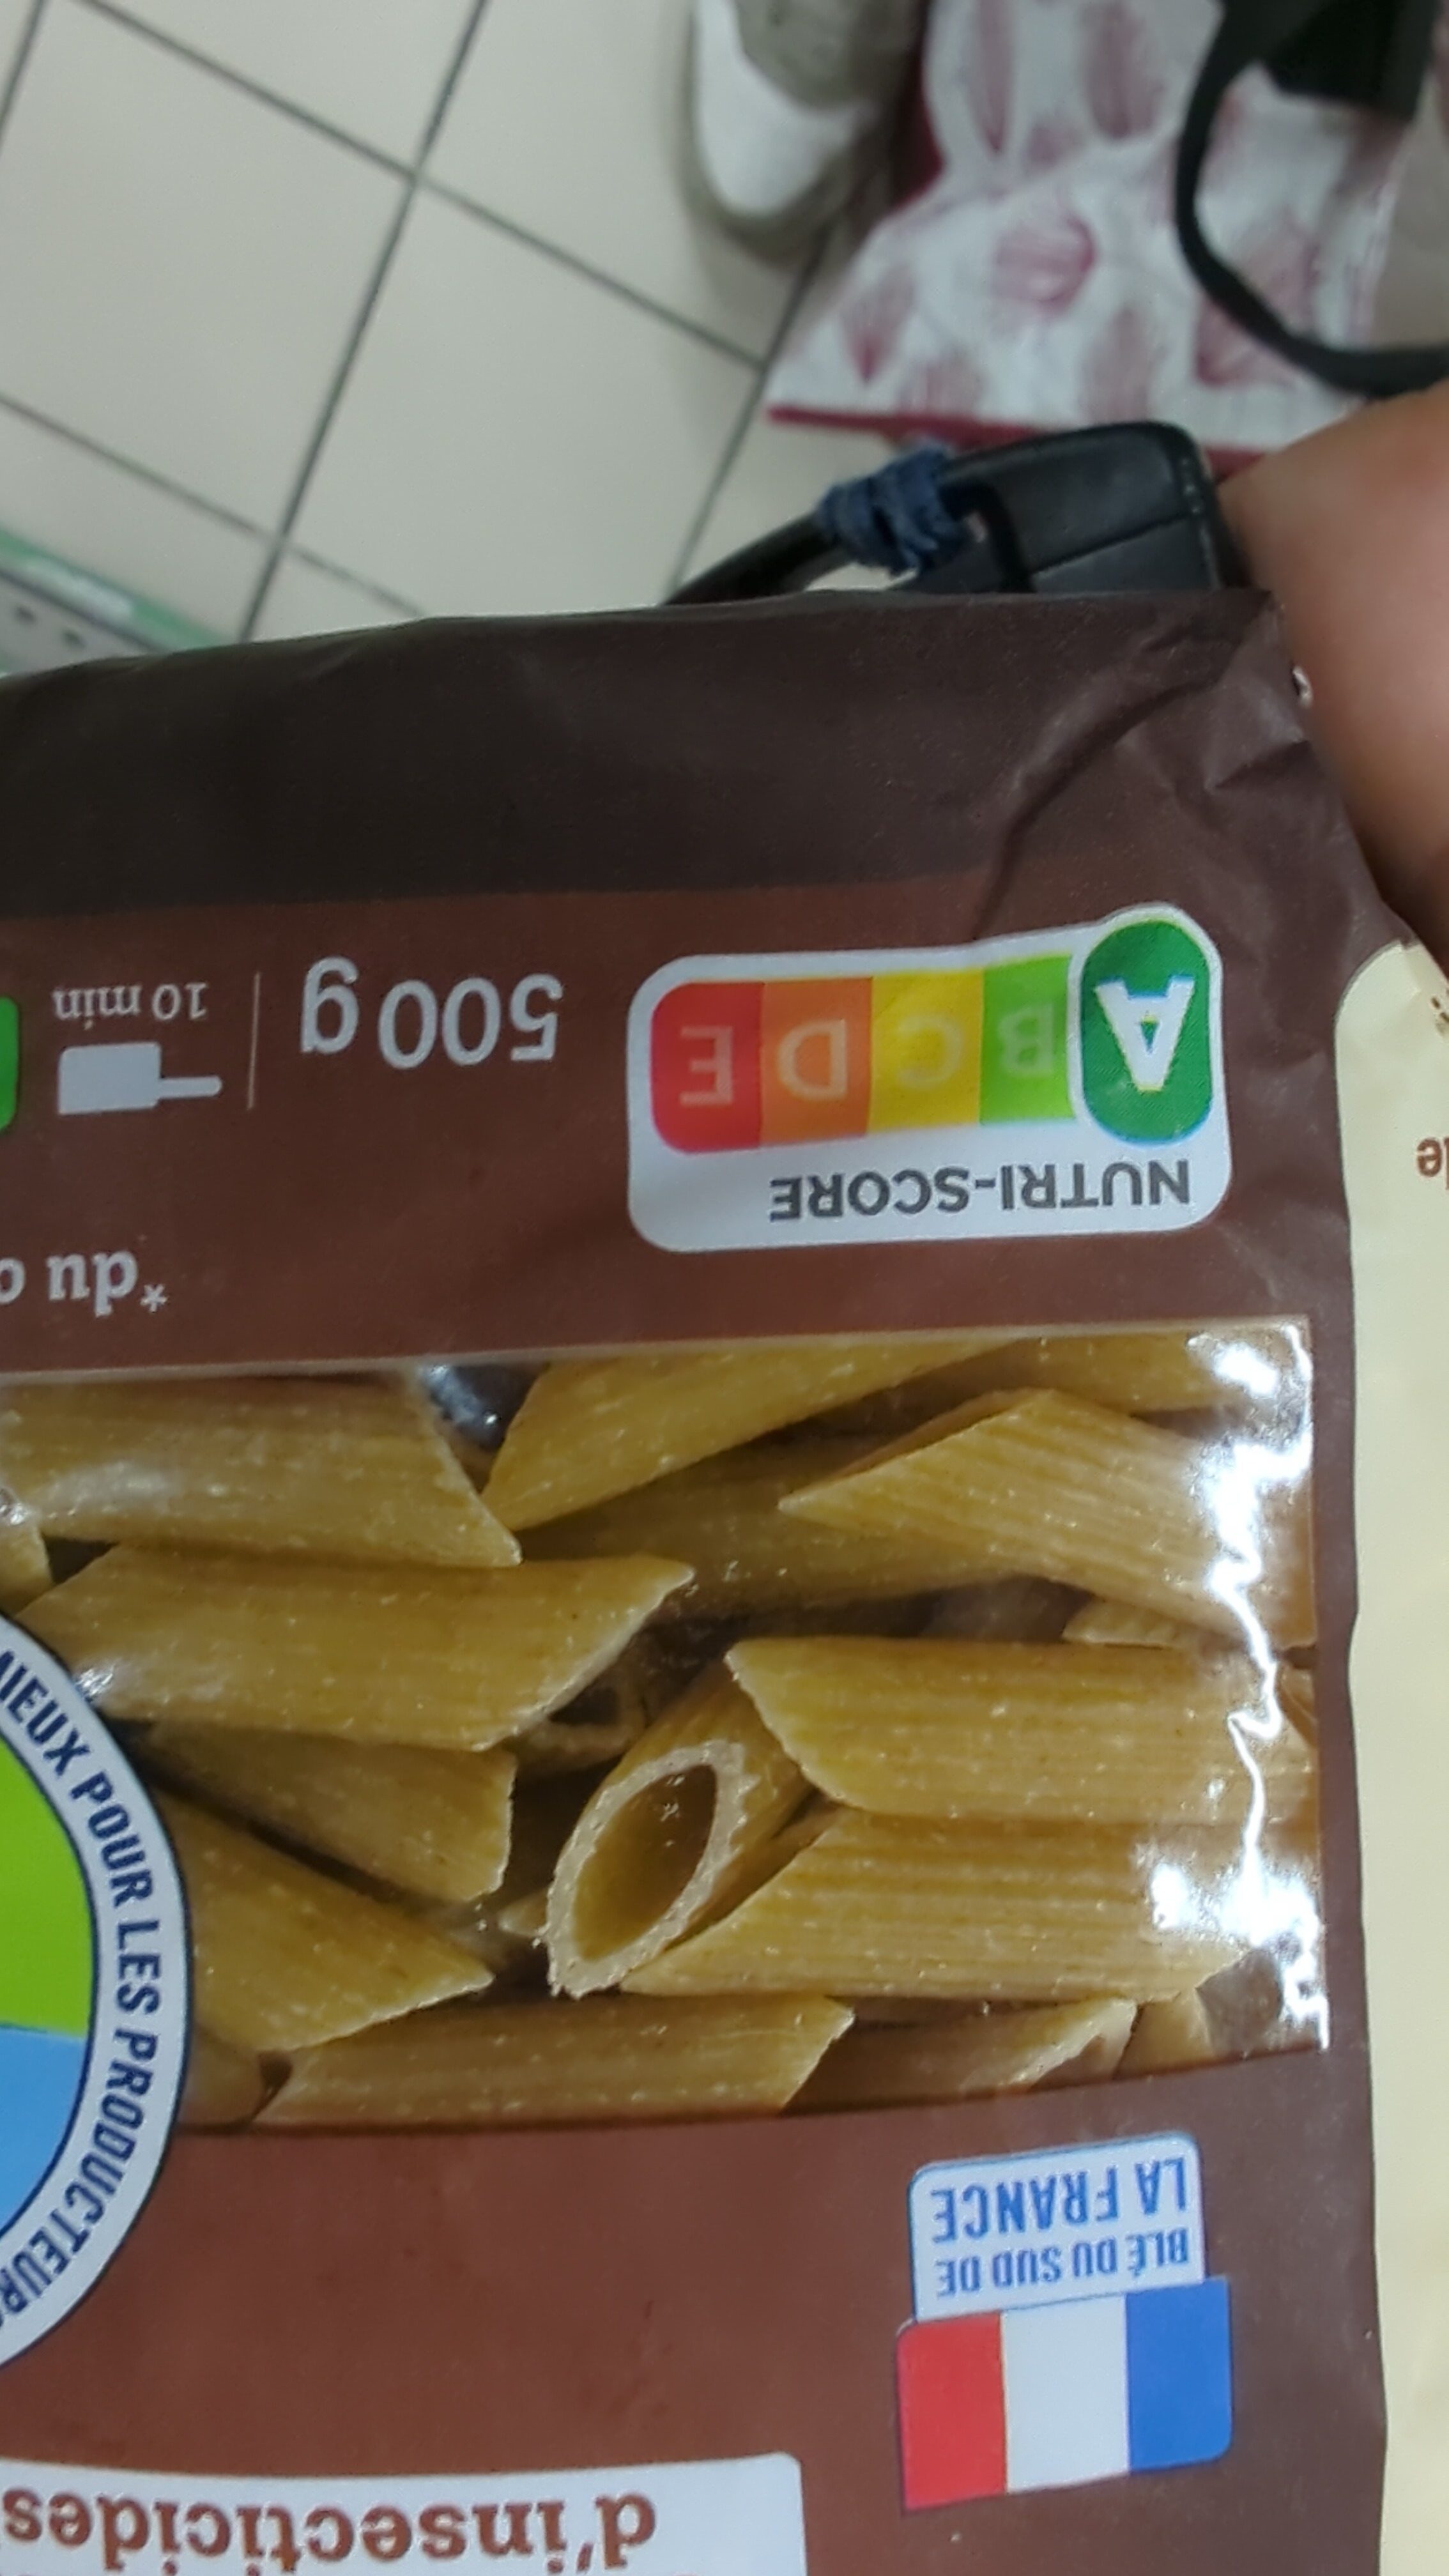 d'insecticides
BLÉ DU SUD DE
LA FRANCE
MIEUX POUR LES PRODUCTEURS
*du
NUTRI-SCORE
A B C D E
500 g
10 min